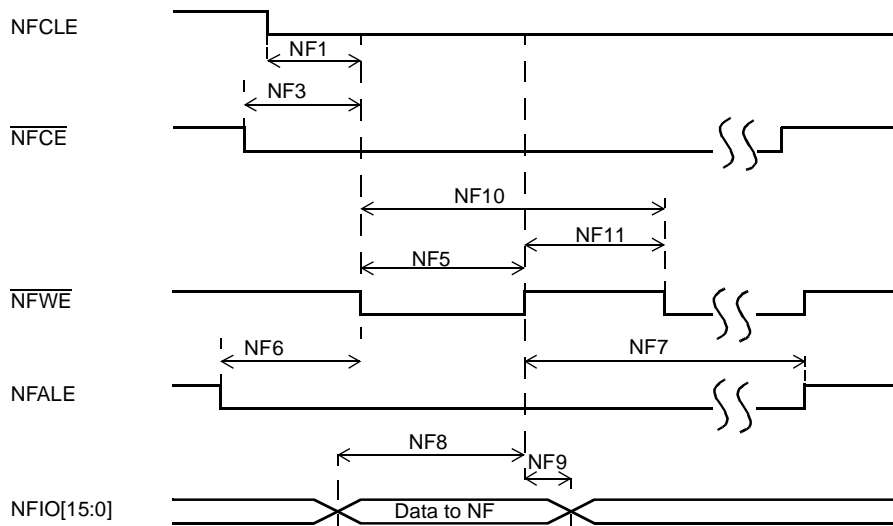 NFCLE
NF1
NF3
NFCE
NF10
NF11
NF5
NFWE
NF6
NF7
NFALE
NF8
NF9
NFIO[15:0]
Data to NF